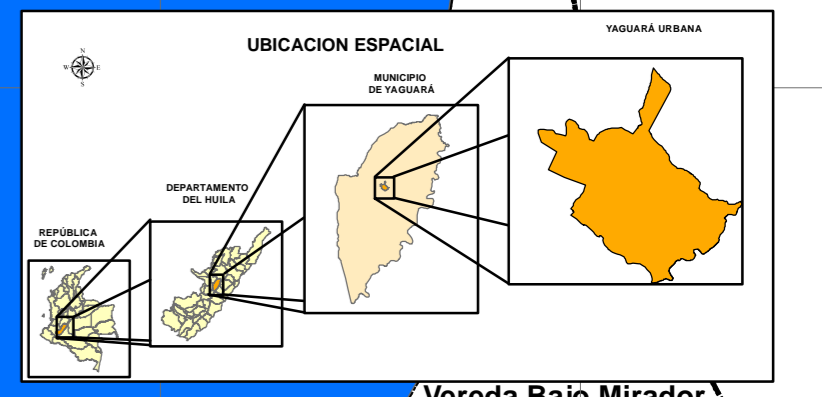 YAGUARÁ URBANA
UBICACION ESPACIAL
N
W E
S
MUNICIPIO
DE YAGUARÁ
DEPARTAMENTO
DEL HUILA
REPÚBLICA
DE COLOMBIA
Vereda Bajo Mirador